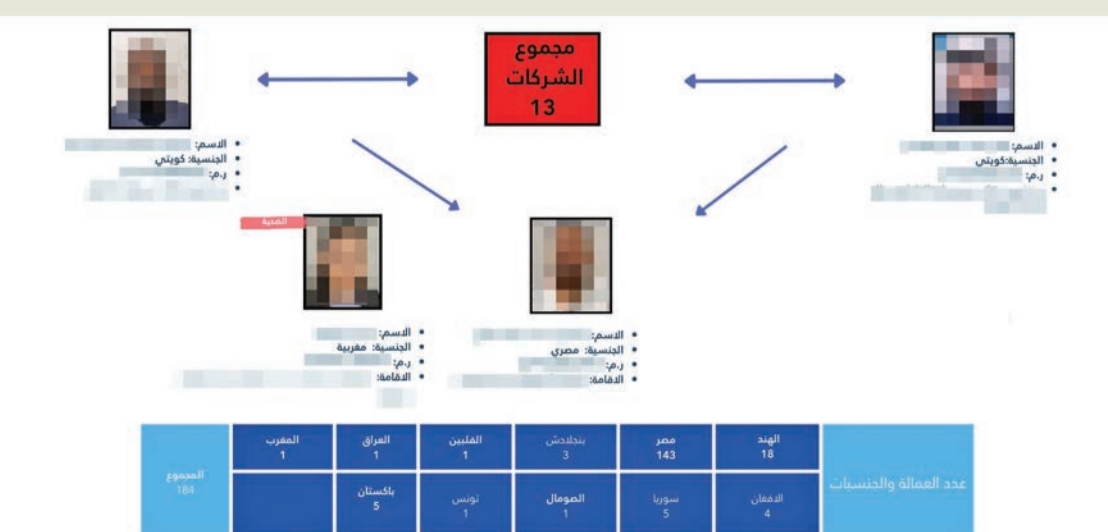 مجموع
الشركات
13
الاسم:
الجنسية:كويتي
ر.م:
الاسم:
الجنسية: كويتي
ر.م:
الاسم:
الجنسية: مصري
ر.م:
الاقامة:
الضحية
الاسم:
الجنسية: مغربية
ر.م:
الاقامة:
عدد العمالة والجنسيات
الهند
18
مصر
143
بنجلادش
3
الفلبين
1
العراق
1
المغرب
1
الافغان
4
سوريا
5
الصومال
1
تونس
1
باكستان
5
المجموع
184